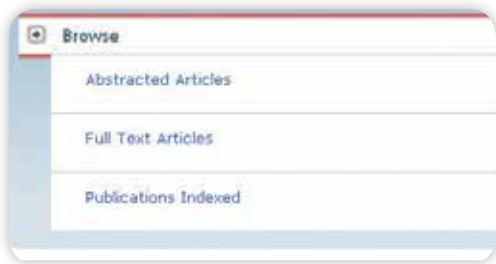 Browse
Abstracted Articles
Full Text Articles
Publications Indexed